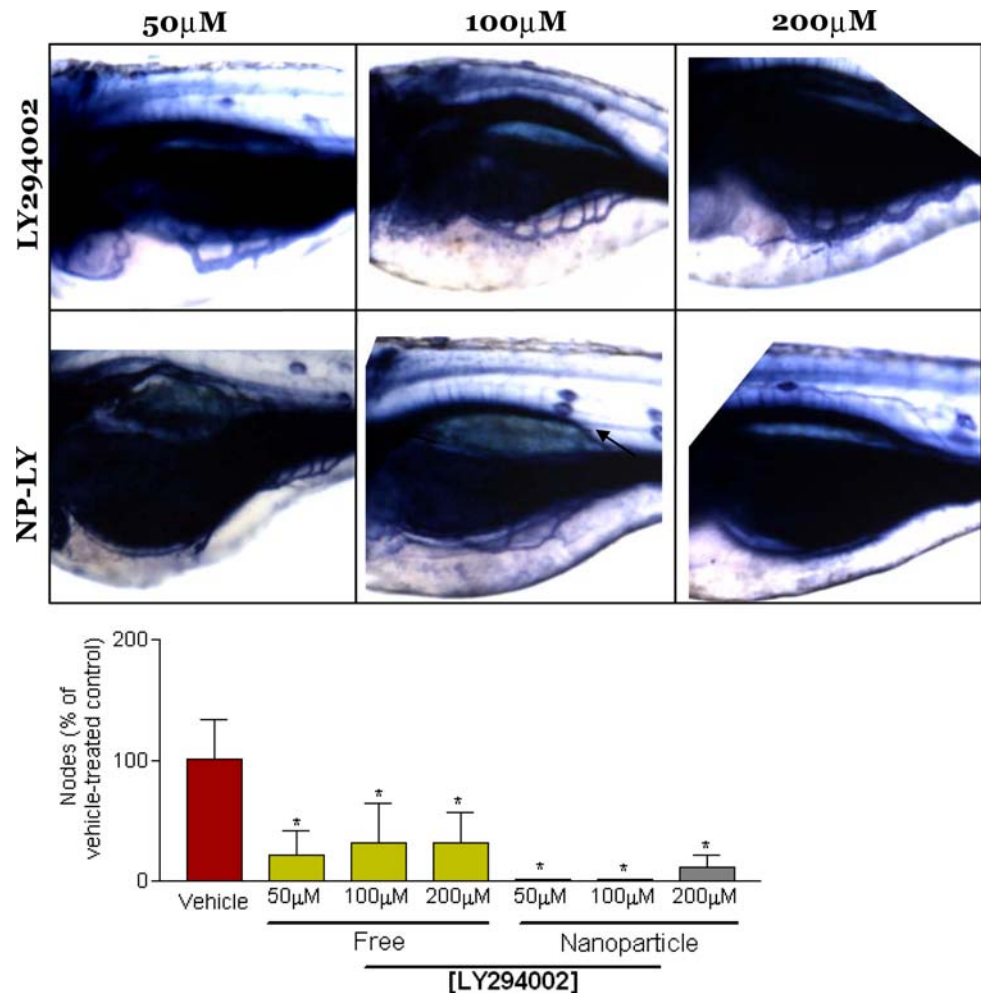 50μM 100μM 200μM
LY294002
NP-LY
200
100
0
Nodes (% of
vehicle-treated control)
* * * * * *
Vehicle 50μM 100μM 200μM 50μM 100μM 200μM
Free Nanoparticle
[LY294002]